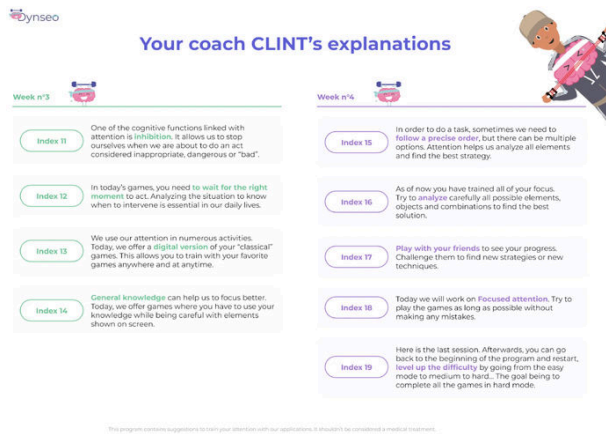 Dynseo
Your coach CLINT's explanations
Week n°3
Index 11
One of the cognitive functions linked with
attention is inhibition. It allows us to stop
ourselves when we are about to do an act
considered inappropriate, dangerous or "bad".
Index 12
In today's games, you need to wait for the right
moment to act. Analyzing the situation to know
when to intervene is essential in our daily lives.
Index 13
We use our attention in numerous activities.
Today, we offer a digital version of your "classical"
games. This allows you to train with your favorite
games anywhere and at anytime.
Index 14
General knowledge can help us to focus better.
Today, we offer games where you have to use your
knowledge while being careful with elements
shown on screen.
Week n°4
Index 15
In order to do a task, sometimes we need to
follow a precise order, but there can be multiple
options. Attention helps us analyze all elements
and find the best strategy.
Index 16
As of now you have trained all of your focus.
Try to analyze carefully all possible elements,
objects and combinations to find the best
solution.
Index 17
Play with your friends to see your progress.
Challenge them to find new strategies or new
techniques.
Index 18
Today we will work on Focused attention. Try to
play the games as long as possible without
making any mistakes.
Index 19
Here is the last session. Afterwards, you can go
back to the beginning of the program and restart,
level up the difficulty by going from the easy
mode to medium to hard... The goal being to
complete all the games in hard mode.
This program contains suggestions to train your attention with our applications, it shouldn't be considered a medical treatment.